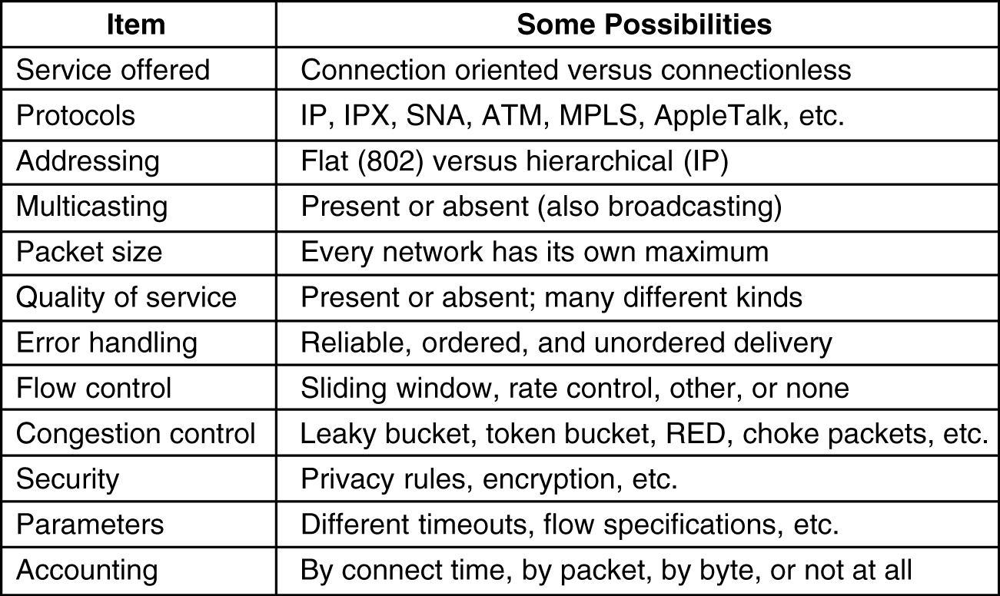 Item Some Possibilities
Service offered Connection oriented versus connectionless
Protocols IP, IPX, SNA, ATM, MPLS, AppleTalk, etc.
Addressing Flat (802) versus hierarchical (IP)
Multicasting Present or absent (also broadcasting)
Packet size Every network has its own maximum
Quality of service Present or absent; many different kinds
Error handling Reliable, ordered, and unordered delivery
Flow control Sliding window, rate control, other, or none
Congestion control Leaky bucket, token bucket, RED, choke packets, etc.
Security Privacy rules, encryption, etc.
Parameters Different timeouts, flow specifications, etc.
Accounting By connect time, by packet, by byte, or not at all